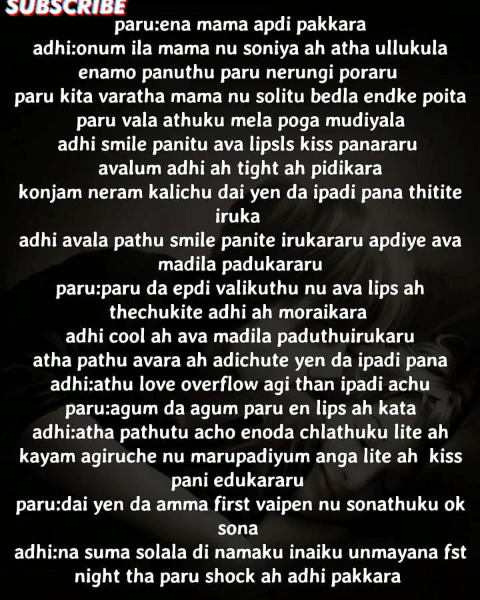 SUBSCRIBE
paru:ena mama apdi pakkara
adhi:onum ila mama nu soniya ah atha ullukula
enamo panuthu paru nerungi poraru
paru kita varatha mama nu solitu bedla endke poita
paru vala athuku mela poga mudiyala
adhi smile panitu ava lipsls kiss panararu
avalum adhi ah tight ah pidikara
konjam neram kalichu dai yen da ipadi pana thitite
iruka
adhi avala pathu smile panite irukararu apdiye ava
madila padukararu
paru:paru da epdi valikuthu nu ava lips ah
thechukite adhi ah moraikara
adhi cool ah ava madila paduthuirukaru
atha pathu avara ah adichute yen da ipadi pana
adhi:athu love overflow agi than ipadi achu
paru:agum da agum paru en lips ah kata
adhi:atha pathutu acho enoda chlathuku lite ah
kayam agiruche nu marupadiyum anga lite ah kiss
pani edukararu
paru:dai yen da amma first vaipen nu sonathuku ok
sona
adhi:na suma solala di namaku inaiku unmayana fst
night tha paru shock ah adhi pakkara